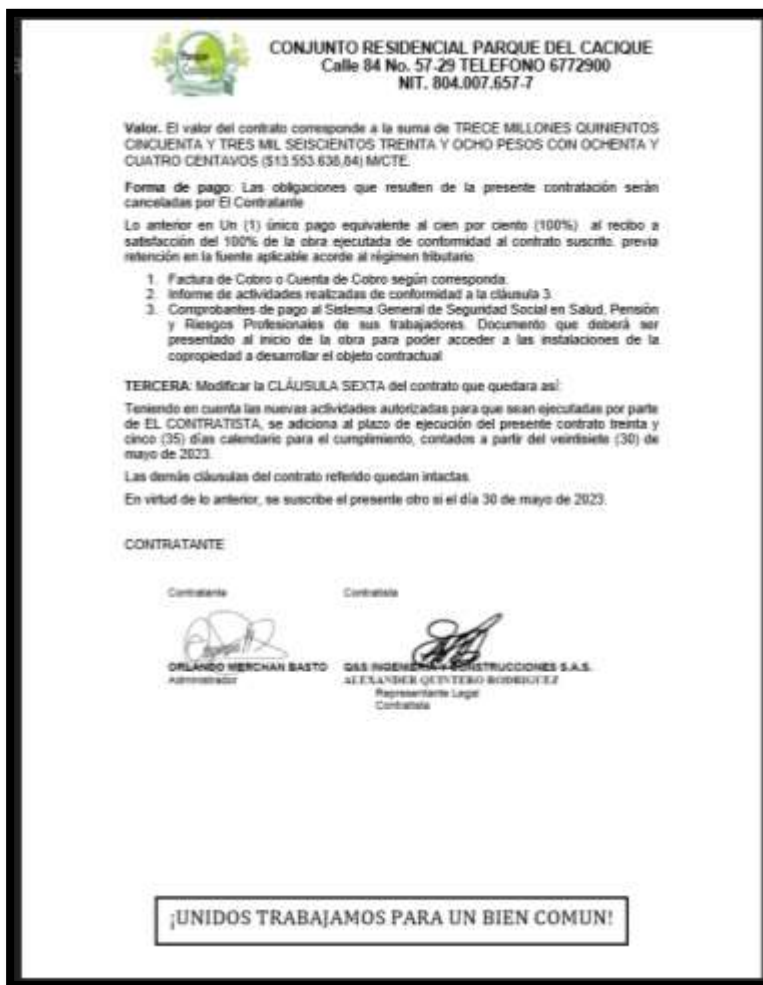 Parque
CONJUNTO RESIDENCIAL PARQUE DEL CACIQUE
Calle 84 No. 57-29 TELEFONO 6772900
NIT. 804.007.657-7
Valor. El valor del contrato corresponde a la suma de TRECE MILLONES QUINIENTOS
CINCUENTA Y TRES MIL SEISCIENTOS TREINTA Y OCHO PESOS CON OCHENTA Y
CUATRO CENTAVOS ($13.553.638,84) M/CTE.
Forma de pago: Las obligaciones que resulten de la presente contratación serán
canceladas por El Contratante
Lo anterior en Un (1) único pago equivalente al cien por ciento (100%) al recibo a
satisfacción del 100% de la obra ejecutada de conformidad al contrato suscrito. previa
retención en la fuente aplicable acorde al régimen tributario.
1. Factura de Cobro o Cuenta de Cobro según corresponda.
2. Informe de actividades realizadas de conformidad a la cláusula 3.
3. Comprobantes de pago al Sistema General de Seguridad Social en Salud, Pensión
y Riesgos Profesionales de sus trabajadores. Documento que deberá ser
presentado al inicio de la obra para poder acceder a las instalaciones de la
copropiedad a desarrollar el objeto contractual
TERCERA: Modificar la CLÁUSULA SEXTA del contrato que quedara así:
Teniendo en cuenta las nuevas actividades autorizadas para que sean ejecutadas por parte
de EL CONTRATISTA, se adiciona al plazo de ejecución del presente contrato treinta y
cinco (35) días calendario para el cumplimiento, contados a partir del veintisiete (30) de
mayo de 2023.
Las demás cláusulas del contrato referido quedan intactas.
En virtud de lo anterior, se suscribe el presente otro si el día 30 de mayo de 2023.
CONTRATANTE
Contratante Contratista
ORLANDO MERCHAN BASTO Q&S INGENIERIA Y CONSTRUCCIONES S.A.S.
Administrador ALEXANDER QUINTERO RODRIGUEZ
Representante Legal
Contratista
¡UNIDOS TRABAJAMOS PARA UN BIEN COMUN!